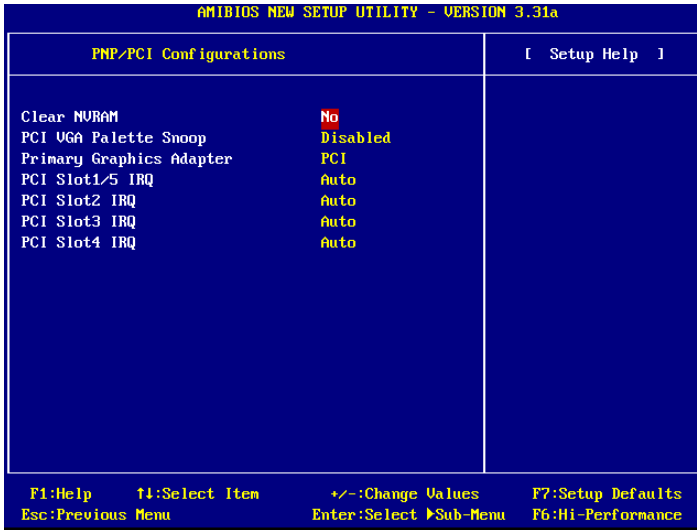 AMIBIOS NEW SETUP UTILITY - VERSION 3.31a
PNP/PCI Configurations
[ Setup Help ]
Clear NVRAM No
PCI VGA Palette Snoop Disabled
Primary Graphics Adapter PCI
PCI Slot1/5 IRQ Auto
PCI Slot2 IRQ Auto
PCI Slot3 IRQ Auto
PCI Slot4 IRQ Auto
F1:Help ↑↓:Select Item +/-:Change Values F7:Setup Defaults
Esc:Previous Menu Enter:Select ▶Sub-Menu F6:Hi-Performance